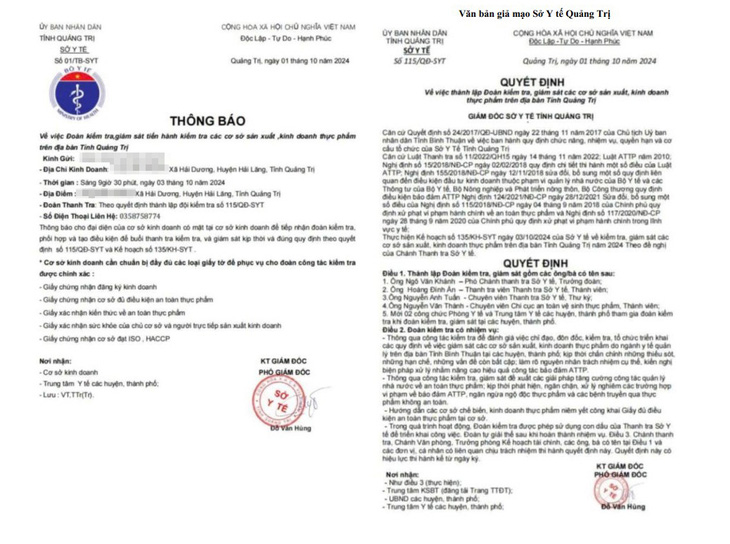 ỦY BAN NHÂN DÂN
TỈNH QUẢNG TRỊ
SỞ Y TẾ
Số 01/TB-SYT
CỘNG HÒA XÃ HỘI CHỦ NGHĨA VIỆT NAM
Độc Lập - Tự Do - Hạnh Phúc
Quảng Trị, ngày 01 tháng 10 năm 2024
BỘ Y TẾ
MINISTRY OF HEALTH
THÔNG BÁO
Về việc Đoàn kiểm tra,giám sát tiến hành kiểm tra các cơ sở sản xuất ,kinh doanh thực phẩm
trên địa bàn Tỉnh Quảng Trị
Kính Gửi:
- Địa Chỉ Kinh Doanh: Xã Hải Dương, Huyện Hải Lăng, Tỉnh Quảng Trị
- Thời gian : Sáng 9giờ 30 phút, ngày 03 tháng 10 năm 2024
- Địa Điểm : Xã Hải Dương, Huyện Hải Lăng, Tỉnh Quảng Trị
- Đoàn Thanh Tra: Theo quyết định thành lập đội kiểm tra số 115/QĐ-SYT
- Số Điện Thoại Liên Hệ: 0358758774
Thông báo cho đại diện của cơ sở kinh doanh có mặt tại cơ sở kinh doanh để tiếp nhận đoàn kiểm tra,
phối hợp và tạo điều kiện để buổi thanh tra kiểm tra, và giám sát kịp thời và đúng quy định theo quyết định
số 115/QĐ-SYT và Kế hoạch số 135/KH-SYT .
* Cơ sở kinh doanh cần chuẩn bị đầy đủ các loại giấy tờ để phục vụ cho đoàn công tác kiểm tra
được chính xác :
- Giấy chứng nhận đăng ký kinh doanh
- Giấy chứng nhận cơ sở đủ điều kiện an toàn thực phẩm
- Giấy xác nhận kiến thức về an toàn thực phẩm
- Giấy xác nhận sức khỏe của chủ cơ sở và người trực tiếp sản xuất kinh doanh
- Giấy chứng nhận cơ sở đạt ISO , HACCP
Nơi nhận:
- Cơ sở kinh doanh
- Trung tâm Y tế các huyện, thành phố;
- Lưu : VT,TTr(Tr).
KT GIÁM ĐỐC
PHÓ GIÁM ĐỐC
SỞ
Y TẾ
Đỗ Văn Hùng
Văn bản giả mạo Sở Y tế Quảng Trị
ỦY BAN NHÂN DÂN
TỈNH QUẢNG TRỊ
SỞ Y TẾ
Số 115/QĐ-SYT
CỘNG HÒA XÃ HỘI CHỦ NGHĨA VIỆT NAM
Độc Lập - Tự Do - Hạnh Phúc
Quảng Trị, ngày 01 tháng 10 năm 2024
QUYẾT ĐỊNH
Về việc thành lập Đoàn kiểm tra, giám sát các cơ sở sản xuất, kinh doanh
thực phẩm trên địa bàn Tỉnh Quảng Trị
GIÁM ĐỐC SỞ Y TẾ TỈNH QUẢNG TRỊ
Căn cứ Quyết định số 24/2017/QĐ-UBND ngày 22 tháng 11 năm 2017 của Chủ tịch Uỷ ban
nhân dân Tỉnh Bình Thuận về việc ban hành quy định chức năng, nhiệm vụ, quyền hạn và cơ
cấu tổ chức của Sở Y Tế Tỉnh Quảng Trị
Căn cứ Luật Thanh tra số 11/2022/QH15 ngày 14 tháng 11 năm 2022; Luật ATTP năm 2010;
Nghị định số 15/2018/NĐ-CP ngày 02/02/2018 quy định chi tiết thi hành một số điều của Luật
ATTP; Nghị định 155/2018/NĐ-CP ngày 12/11/2018 sửa đổi, bổ sung một số quy định liên
quan đến điều kiện đầu tư kinh doanh thuộc phạm vi quản lý nhà nước của Bộ Y tế và các
Thông tư của Bộ Y tế, Bộ Nông nghiệp và Phát triển nông thôn, Bộ Công thương quy định
điều kiện bảo đảm ATTP Nghị định 124/2021/NĐ-CP ngày 28/12/2021 Sửa đổi, bổ sung một
số điều của Nghị định số 115/2018/NĐ-CP ngày 04 tháng 9 năm 2018 của Chính phủ quy
định xử phạt vi phạm hành chính về an toàn thực phẩm và Nghị định số 117/2020/NĐ-CP
ngày 28 tháng 9 năm 2020 của Chính phủ quy định xử phạt vi phạm hành chính trong lĩnh
vực y tế;
Thực hiện Kế hoạch số 135/KH-SYT ngày 03/10/2024 của Sở Y tế về kiểm tra, giám sát các
cơ sở sản xuất, kinh doanh thực phẩm trên địa bàn Tỉnh Quảng Trị năm 2024 Theo đề nghị
của Chánh Thanh tra Sở Y tế.
QUYẾT ĐỊNH
Điều 1. Thành lập Đoàn kiểm tra, giám sát gồm các ông/bà có tên sau:
1. Ông Ngô Văn Khánh – Phó Chánh thanh tra Sở Y tế, Trưởng đoàn;
2. Ông Hoàng Đình Ân – Thanh tra viên Thanh tra Sở Y tế, Thành viên;
3. Ông Nguyễn Anh Tuấn - Chuyên viên Thanh tra Sở Y tế, Thư ký;
4. Ông Nguyễn Văn Thành - Chuyên viên Chi cục an toàn vệ sinh thực phẩm, Thành viên;
5. Mời 02 công chức Phòng Y tế và Trung tâm Y tế các huyện, thành phố tham gia đoàn kiểm
tra khi đoàn kiểm tra, giám sát tại các huyện, thành phố.
Điều 2. Đoàn kiểm tra có nhiệm vụ:
- Thông qua công tác kiểm tra để đánh giá việc chỉ đạo, đôn đốc, kiểm tra, tổ chức triển khai
các quy định về việc giám sát các cơ sở sản xuất, kinh doanh thực phẩm do ngành y tế quản
lý trên địa bàn Tỉnh Bình Thuận tại các huyện, thành phố; kịp thời chấn chỉnh những thiếu sót,
những hạn chế, những vấn đề còn bất cập; làm rõ nguyên nhân trách nhiệm cụ thể, kiến nghị
biện pháp xử lý nhằm nâng cao hiệu quả công tác bảo đảm ATTP.
- Thông qua công tác kiểm tra, giám sát đề xuất các giải pháp tăng cường công tác quản lý
nhà nước về an toàn thực phẩm; kịp thời phát hiện, ngăn chặn, xử lý nghiêm các trường hợp
vi phạm về bảo đảm ATTP, ngăn ngừa ngộ độc thực phẩm và các bệnh truyền qua thực
phẩm không an toàn.
- Hướng dẫn các cơ sở chế biến, kinh doanh thực phẩm niêm yết công khai Giấy đủ điều
kiện an toàn thực phẩm tại cơ sở.
- Trong quá trình hoạt động, Đoàn kiểm tra được phép sử dụng con dấu của Thanh tra Sở Y
tế để triển khai công việc. Đoàn tự giải thể sau khi hoàn thành nhiệm vụ. Điều 3. Chánh thanh
tra, Chánh Văn phòng, Trưởng phòng Kế hoạch tài chính, các ông, bà có tên tại Điều 1 và
các đơn vị, cá nhân có liên quan chịu trách nhiệm thi hành quyết định. Quyết định này có
hiệu lực thi hành kể từ ngày ký.
Nơi nhận:
- Như điều 3 (thực hiện);
- Trung tâm KSBT (đăng tải Trang TTĐT);
- UBND các huyện, thành phố;
- Trung tâm Y tế các huyện, thành phố;
KT GIÁM ĐỐC
PHÓ GIÁM ĐỐC
SỞ
Y TẾ
Đỗ Văn Hùng